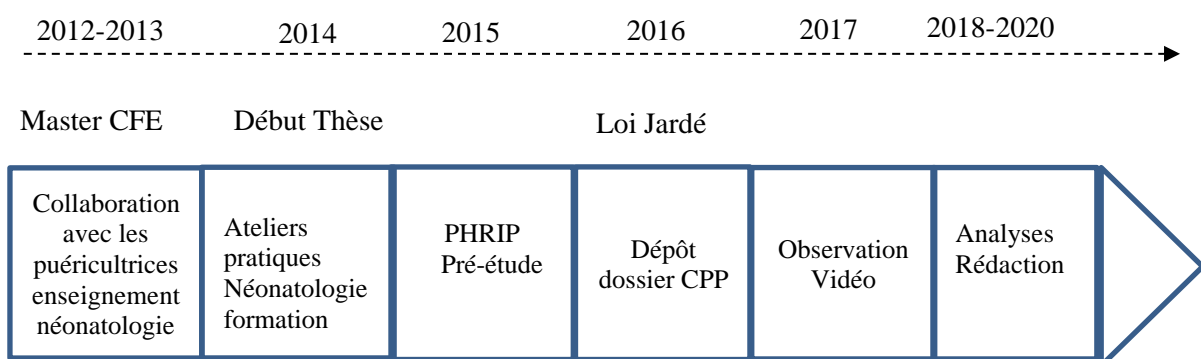 2012-2013 2014 2015 2016 2017 2018-2020
Master CFE Début Thèse Loi Jardé
Collaboration
avec les
puéricultrices
enseignement
néonatologie
Ateliers
pratiques
Néonatologie
formation
PHRIP
Pré-étude
Dépôt
dossier CPP
Observation
Vidéo
Analyses
Rédaction